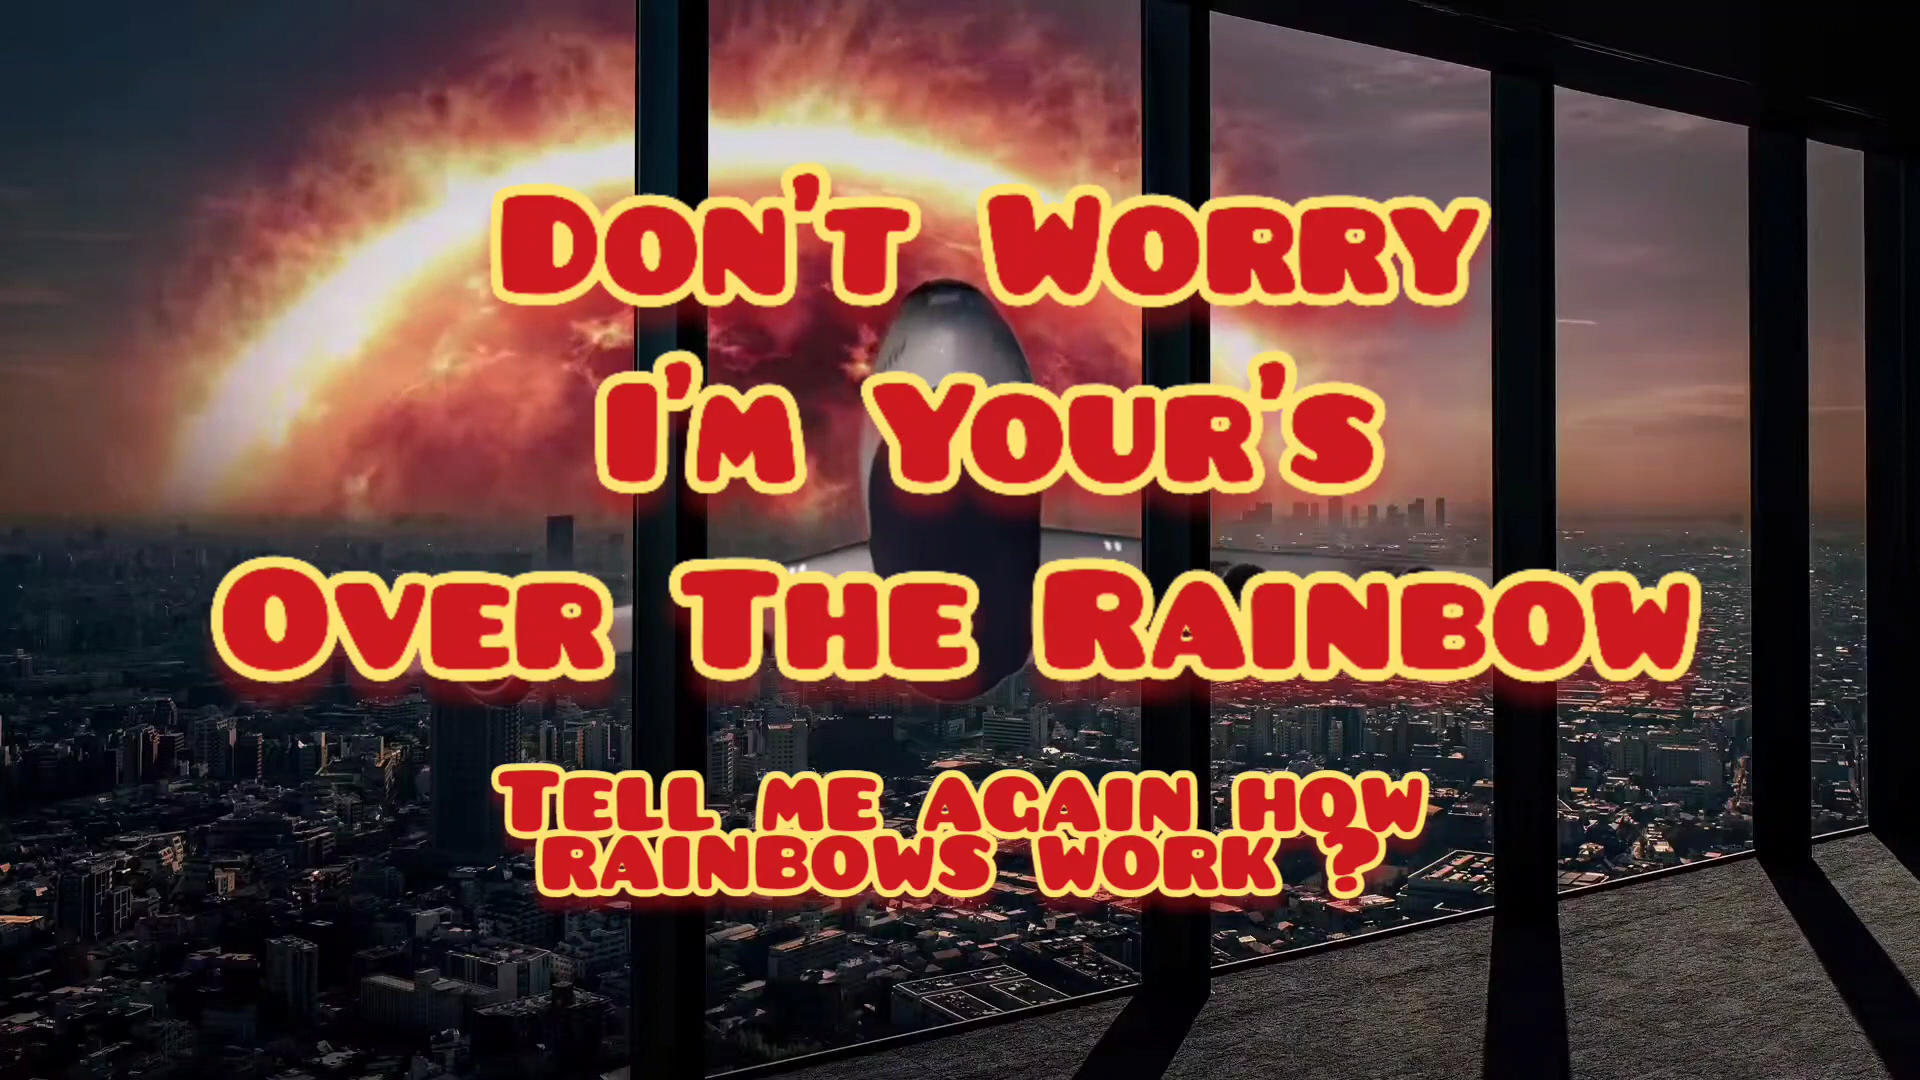 Don't Worry
I'm Your's
Over The Rainbow
Tell me again how
rainbows work ?